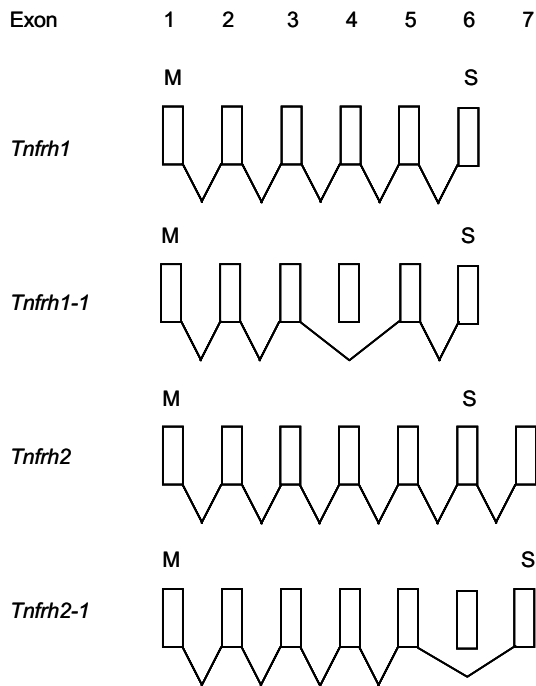 Exon 1 2 3 4 5 6 7
M S
Tnfrh1
M S
Tnfrh1-1
M S
Tnfrh2
M S
Tnfrh2-1